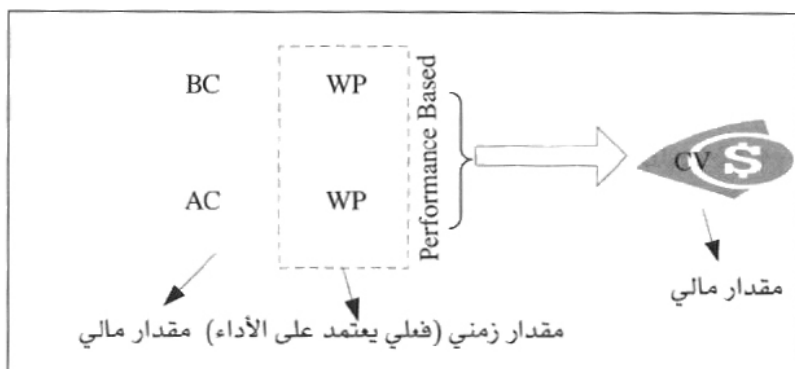 BC WP
Performance Based
CV $
AC WP
مقدار مالي
مقدار زمني (فعلي يعتمد على الأداء) مقدار مالي